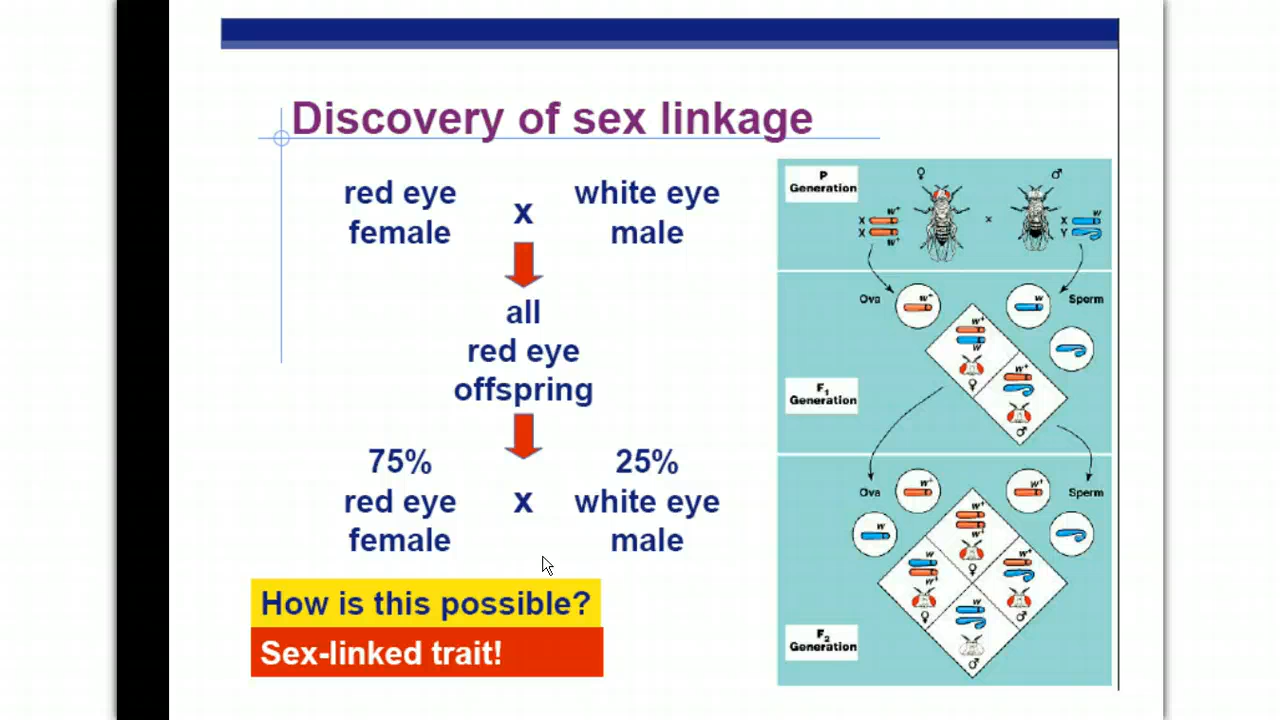 Discovery of sex linkage
red eye
female
x
white eye
male
all
red eye
offspring
75%
red eye
female
x
25%
white eye
male
How is this possible?
Sex-linked trait!
P
Generation
♀
♂
X
X
w+
w+
x
X
Y
w
Ova
w+
w
Sperm
w+
w
♀
w+
♂
F1
Generation
Ova
w+
w+
Sperm
w
w+
w+
♀
w
w+
♀
w+
♂
w
♂
F2
Generation